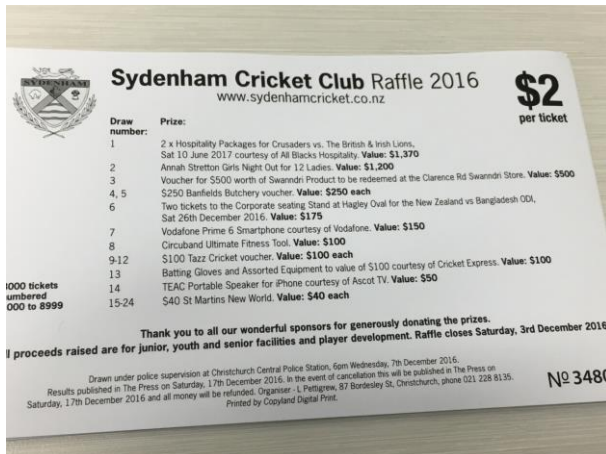 SYDENHAM
Sydenham Cricket Club Raffle 2016
www.sydenhamcricket.co.nz
$2
per ticket
Draw number: Prize:
1 2 x Hospitality Packages for Crusaders vs. The British & Irish Lions,
Sat 10 June 2017 courtesy of All Blacks Hospitality. Value: $1,370
2 Annah Stretton Girls Night Out for 12 Ladies. Value: $1,200
3 Voucher for $500 worth of Swanndri Product to be redeemed at the Clarence Rd Swanndri Store. Value: $500
4, 5 $250 Banfields Butchery voucher. Value: $250 each
6 Two tickets to the Corporate seating Stand at Hagley Oval for the New Zealand vs Bangladesh ODI,
Sat 26th December 2016. Value: $175
7 Vodafone Prime 6 Smartphone courtesy of Vodafone. Value: $150
8 Circuband Ultimate Fitness Tool. Value: $100
9-12 $100 Tazz Cricket voucher. Value: $100 each
13 Batting Gloves and Assorted Equipment to value of $100 courtesy of Cricket Express. Value: $100
14 TEAC Portable Speaker for iPhone courtesy of Ascot TV. Value: $50
15-24 $40 St Martins New World. Value: $40 each
000 tickets
umbered
000 to 8999
Thank you to all our wonderful sponsors for generously donating the prizes.
ll proceeds raised are for junior, youth and senior facilities and player development. Raffle closes Saturday, 3rd December 2016
Drawn under police supervision at Christchurch Central Police Station, 6pm Wednesday, 7th December 2016.
Results published in The Press on Saturday, 17th December 2016. In the event of cancellation this will be published in The Press on
Saturday, 17th December 2016 and all money will be refunded. Organiser - L Pettigrew, 87 Bordesley St, Christchurch, phone 021 228 8135.
Printed by Copyland Digital Print.
Nº 3480